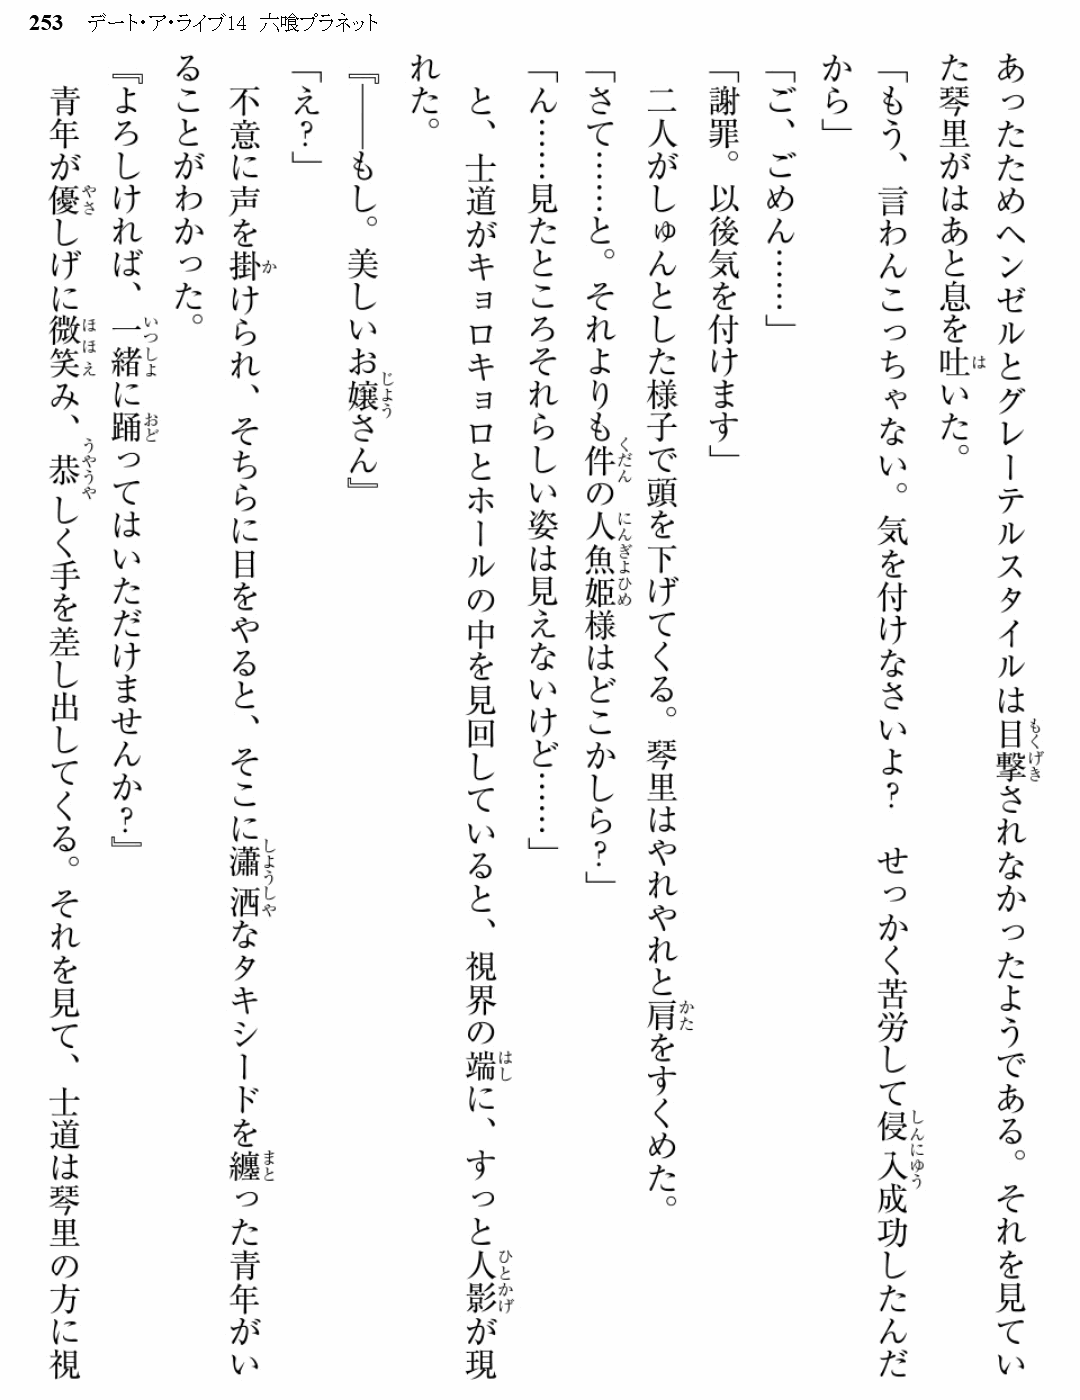 253　デート・ア・ライブ14　六喰プラネット
あったためヘンゼルとグレーテルスタイルは目撃されなかったようである。それを見てい
た琴里がはあと息を吐いた。
「もう、言わんこっちゃない。気を付けなさいよ？　せっかく苦労して侵入成功したんだ
から」
「ご、ごめん……」
「謝罪。以後気を付けます」
　二人がしゅんとした様子で頭を下げてくる。琴里はやれやれと肩をすくめた。
「さて……と。それよりも件の人魚姫様はどこかしら？」
「ん……見たところそれらしい姿は見えないけど……」
　と、士道がキョロキョロとホールの中を見回していると、視界の端に、すっと人影が現
れた。
『――もし。美しいお嬢さん』
「え？」
　不意に声を掛けられ、そちらに目をやると、そこに瀟洒なタキシードを纏った青年がい
ることがわかった。
『よろしければ、一緒に踊ってはいただけませんか？』
　青年が優しげに微笑み、恭しく手を差し出してくる。それを見て、士道は琴里の方に視